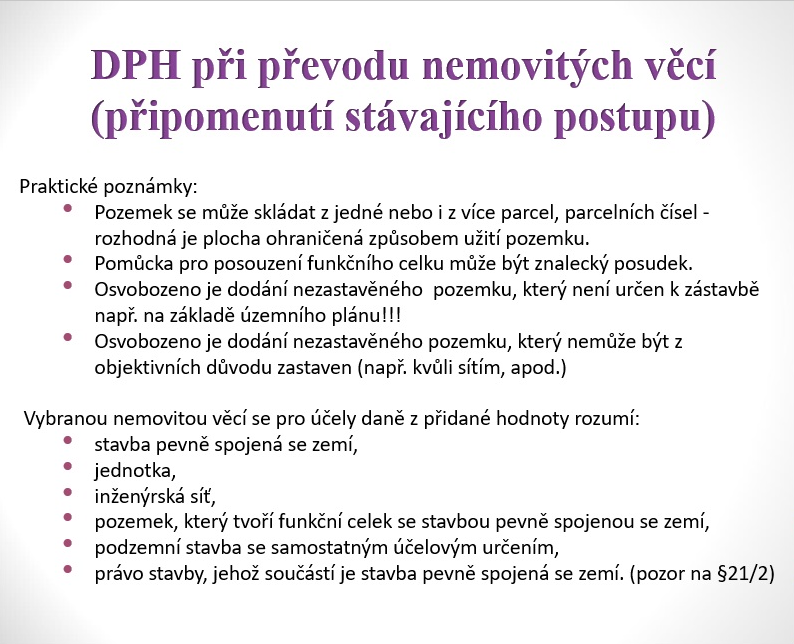 DPH při převodu nemovitých věcí
(připomenutí stávajícího postupu)
Praktické poznámky:
• Pozemek se může skládat z jedné nebo i z více parcel, parcelních čísel -
rozhodná je plocha ohraničená způsobem užití pozemku.
• Pomůcka pro posouzení funkčního celku může být znalecký posudek.
• Osvobozeno je dodání nezastavěného  pozemku, který není určen k zástavbě
např. na základě územního plánu!!!
• Osvobozeno je dodání nezastavěného pozemku, který nemůže být z
objektivních důvodu zastaven (např. kvůli sítím, apod.)
Vybranou nemovitou věcí se pro účely daně z přidané hodnoty rozumí:
• stavba pevně spojená se zemí,
• jednotka,
• inženýrská síť,
• pozemek, který tvoří funkční celek se stavbou pevně spojenou se zemí,
• podzemní stavba se samostatným účelovým určením,
• právo stavby, jehož součástí je stavba pevně spojená se zemí. (pozor na §21/2)